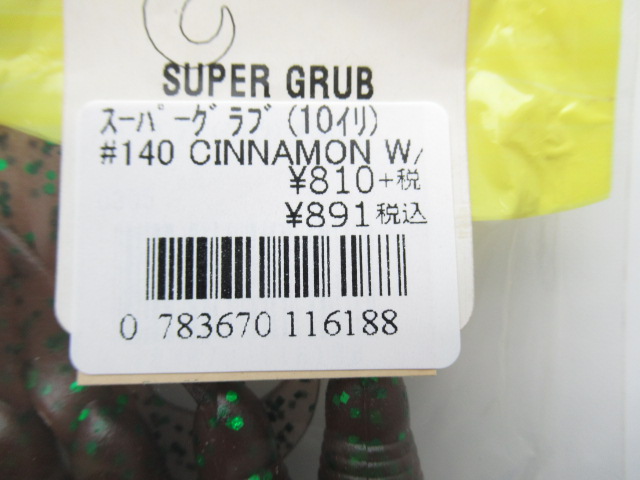 SUPER GRUB
スーパーグラブ(10イリ)
#140 CINNAMON W/
¥810+税
¥891税込
0 783670 116188